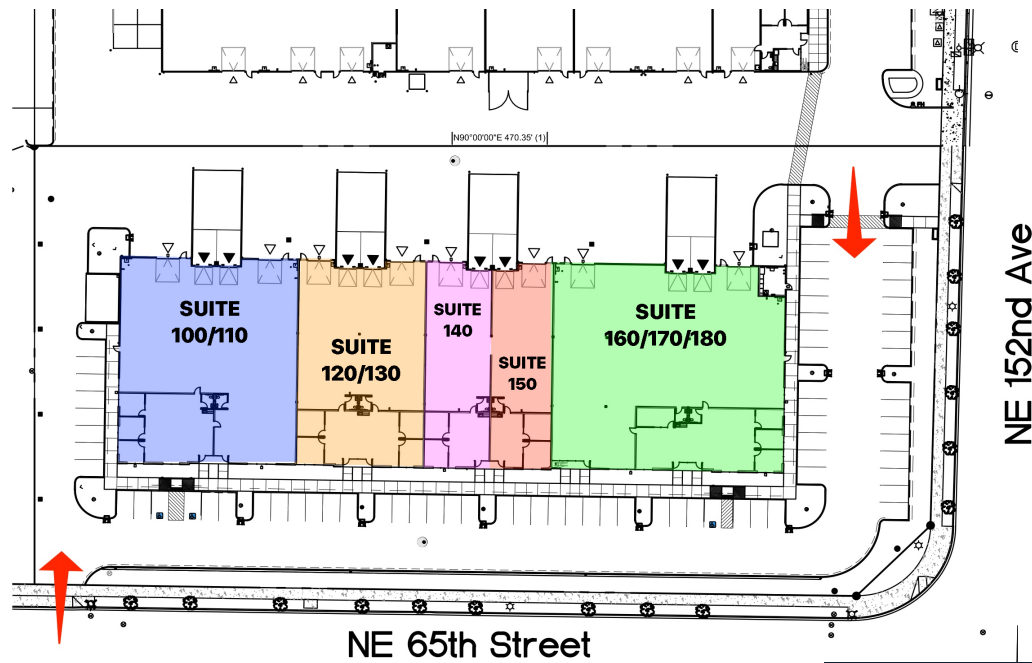 N90°00'00"E 470.35' (1)
SUITE
100/110
SUITE
120/130
SUITE
140
SUITE
150
SUITE
160/170/180
NE 152nd Ave
NE 65th Street